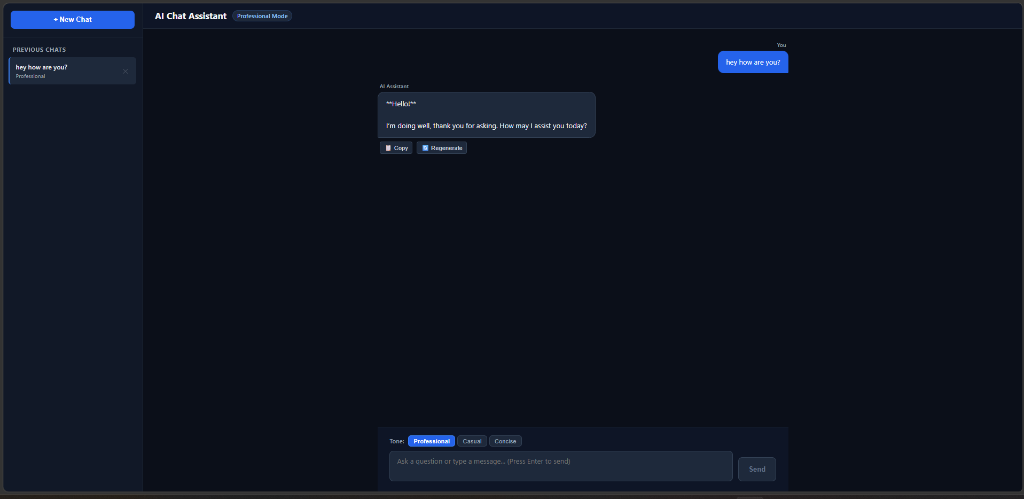 + New Chat
AI Chat Assistant Professional Mode
PREVIOUS CHATS
hey how are you?
Professional
×
You
hey how are you?
AI Assistant
**Hello!**
I'm doing well, thank you for asking. How may I assist you today?
Copy Regenerate
Tone: Professional Casual Concise
Ask a question or type a message... (Press Enter to send)
Send